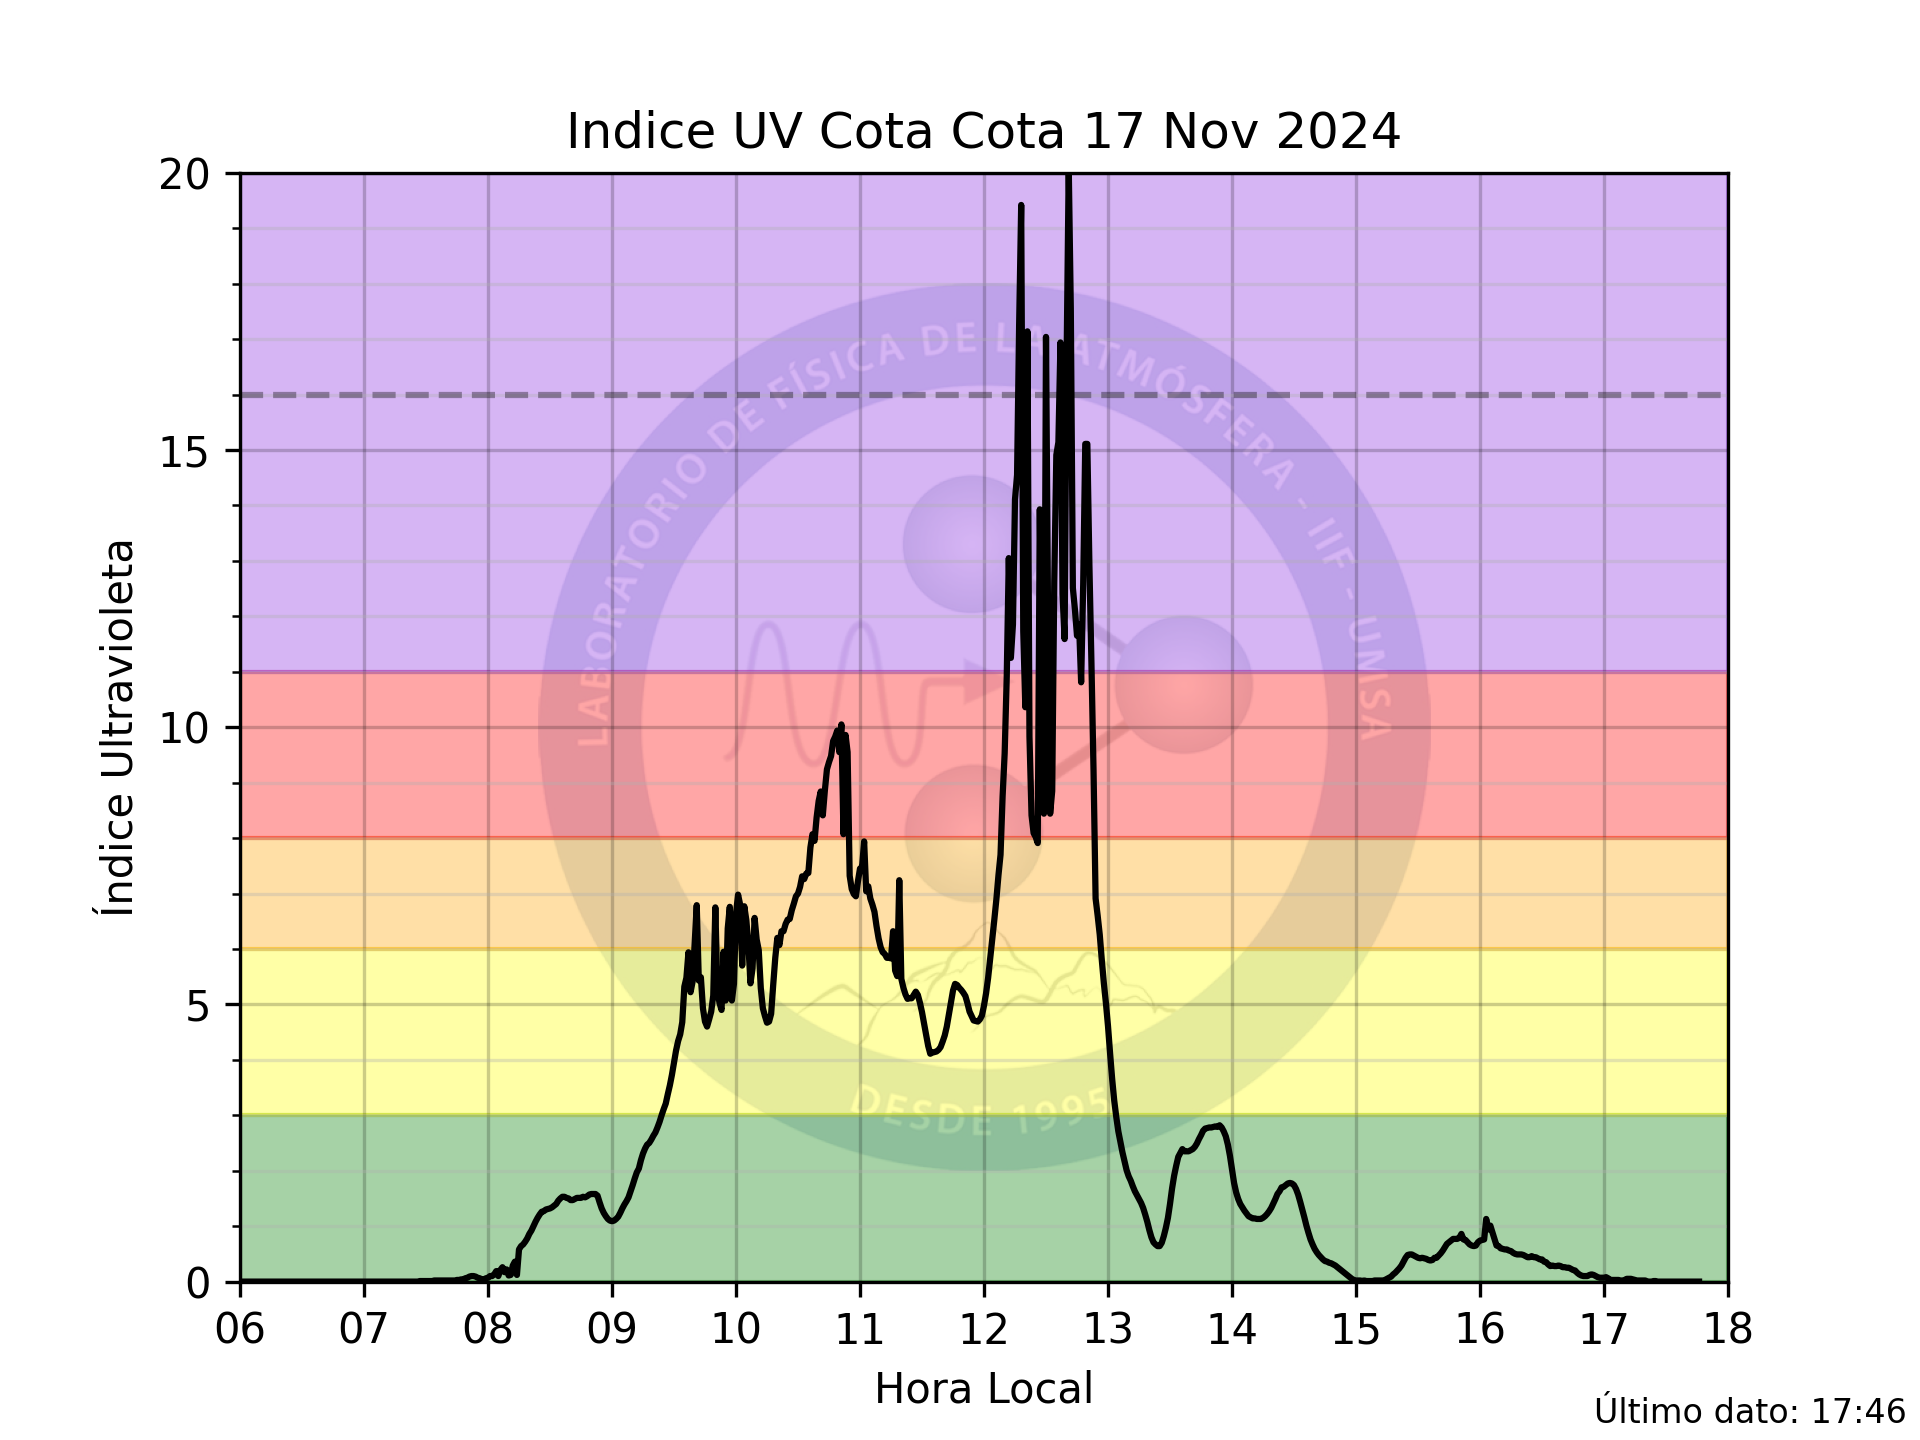 Indice UV Cota Cota 17 Nov 2024
20
15
10
5
0
Índice Ultravioleta
LABORATORIO DE FÍSICA DE LA ATMÓSFERA - IIF - UMSA
DESDE 1995
06 07 08 09 10 11 12 13 14 15 16 17 18
Hora Local
Último dato: 17:46